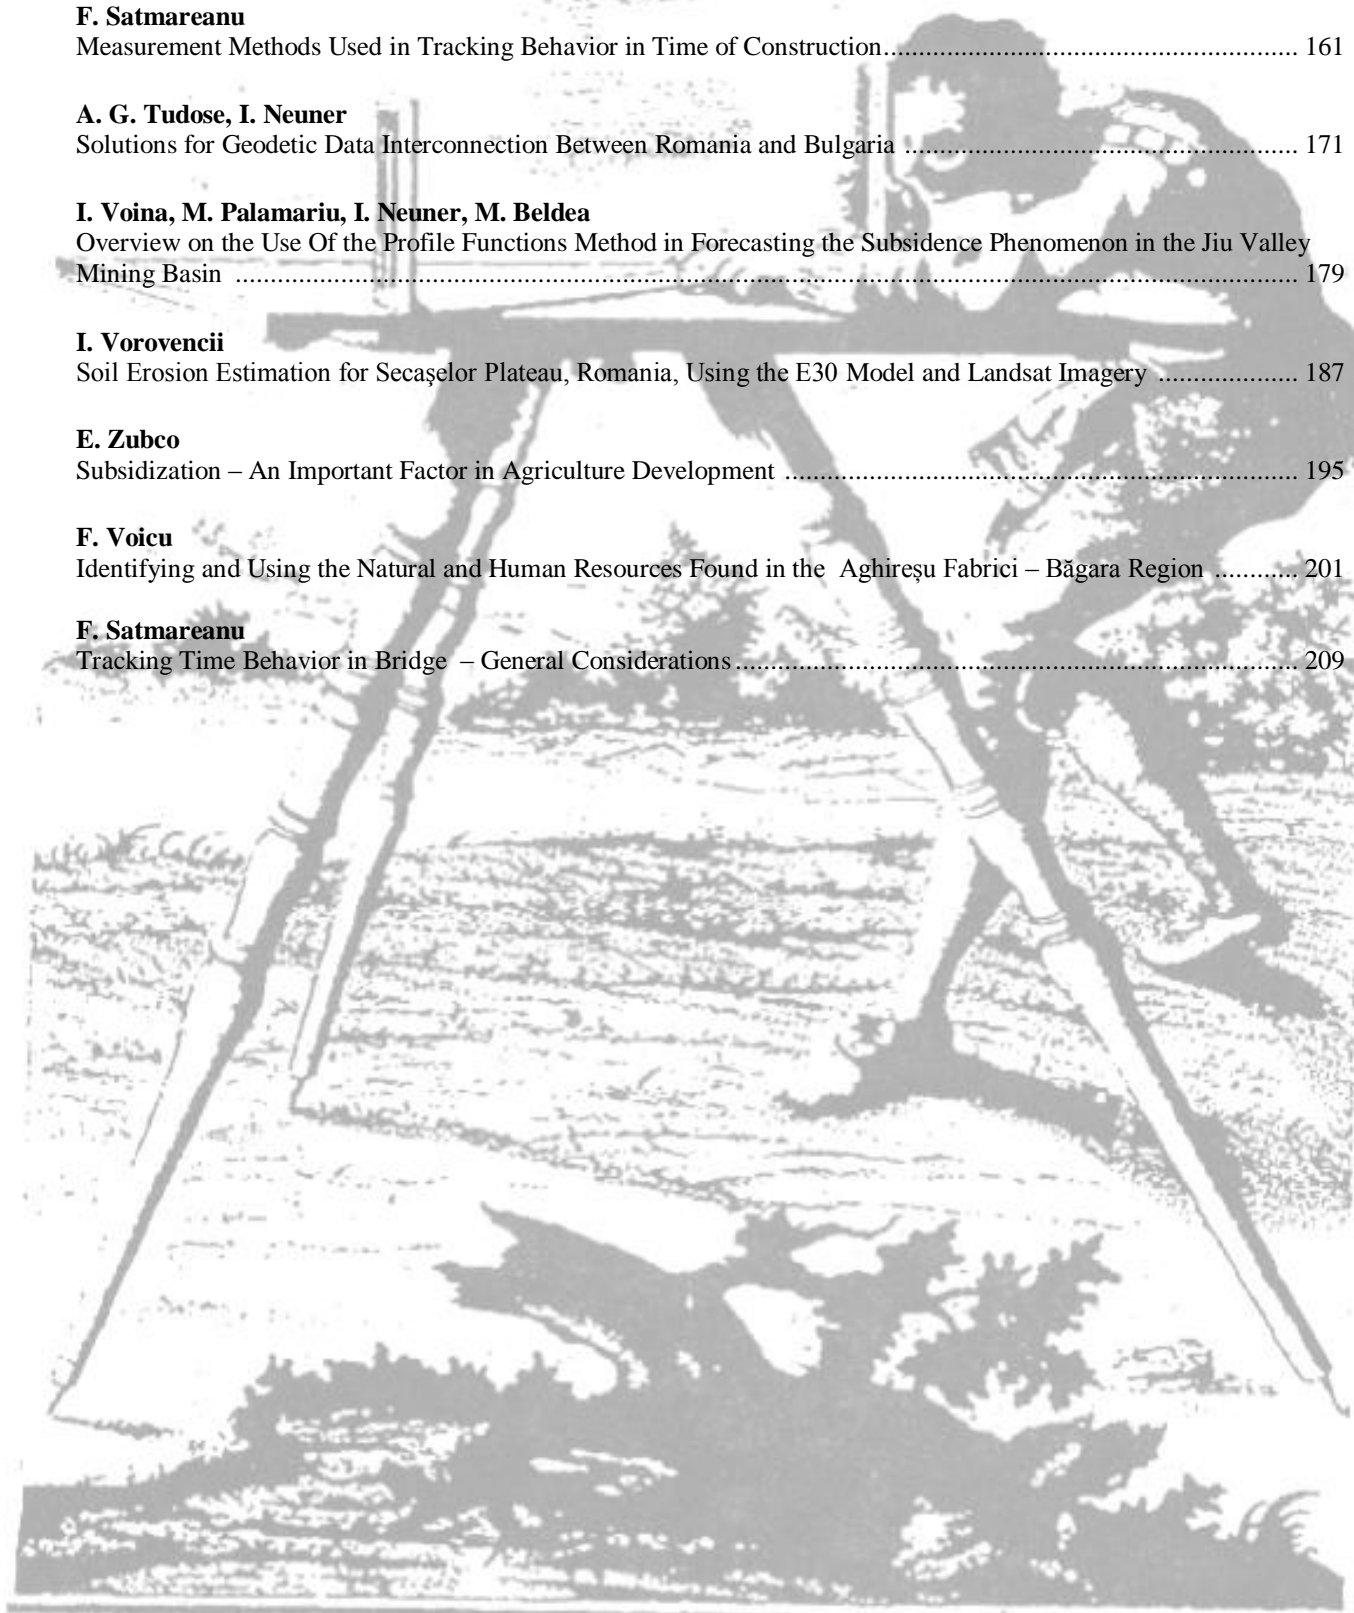 F. Satmareanu
Measurement Methods Used in Tracking Behavior in Time of Construction................................................................ 161
A. G. Tudose, I. Neuner
Solutions for Geodetic Data Interconnection Between Romania and Bulgaria ............................................................. 171
I. Voina, M. Palamariu, I. Neuner, M. Beldea
Overview on the Use Of the Profile Functions Method in Forecasting the Subsidence Phenomenon in the Jiu Valley
Mining Basin ..................................................................................................................................................................... 179
I. Vorovencii
Soil Erosion Estimation for Secaşelor Plateau, Romania, Using the E30 Model and Landsat Imagery ..................... 187
E. Zubco
Subsidization – An Important Factor in Agriculture Development ................................................................................ 195
F. Voicu
Identifying and Using the Natural and Human Resources Found in the Aghireșu Fabrici – Băgara Region ............ 201
F. Satmareanu
Tracking Time Behavior in Bridge – General Considerations........................................................................................ 209